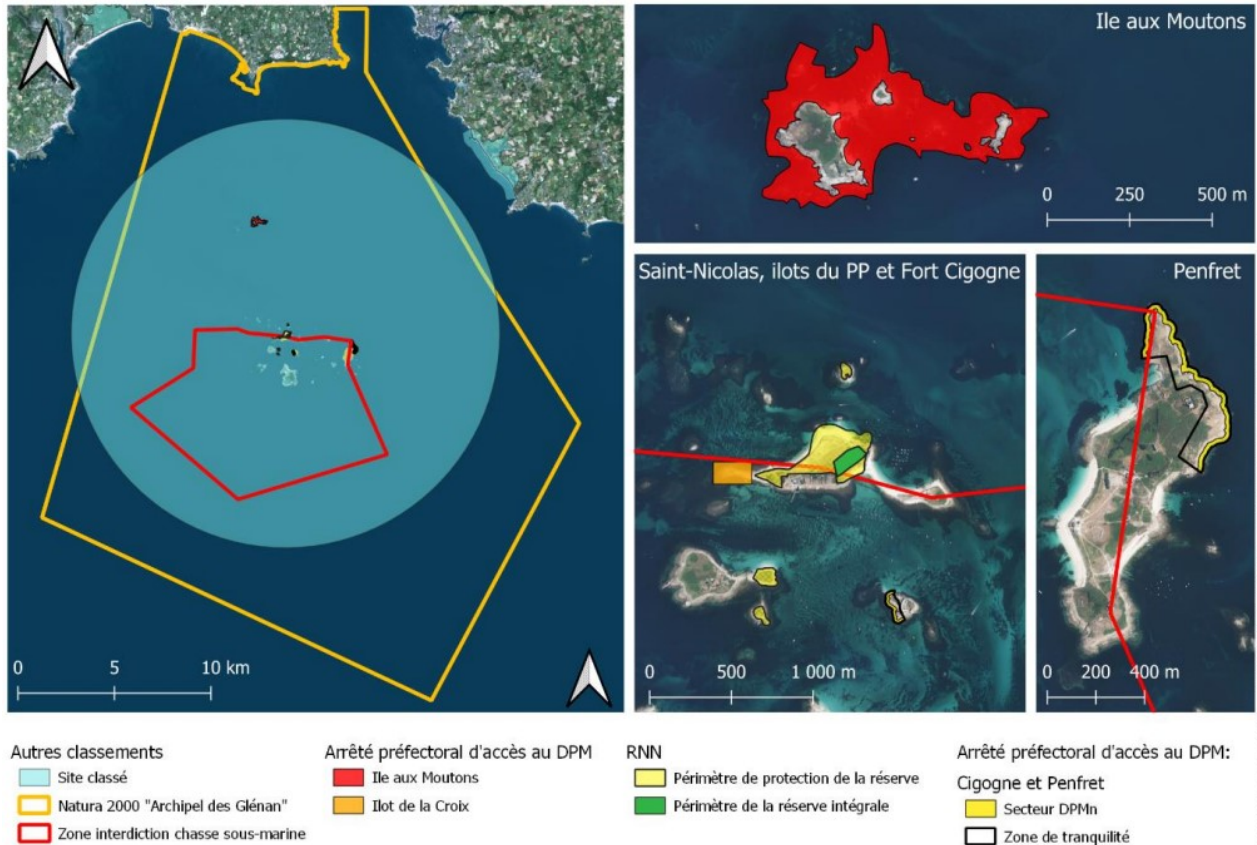 Ile aux Moutons
0 250 500 m
Saint-Nicolas, ilots du PP et Fort Cigogne
Penfret
0 5 10 km
0 500 1 000 m
0 200 400 m
Autres classements
Site classé
Natura 2000 "Archipel des Glénan"
Zone interdiction chasse sous-marine
Arrêté préfectoral d'accès au DPM
Ile aux Moutons
Ilot de la Croix
RNN
Périmètre de protection de la réserve
Périmètre de la réserve intégrale
Arrêté préfectoral d'accès au DPM:
Cigogne et Penfret
Secteur DPMn
Zone de tranquilité